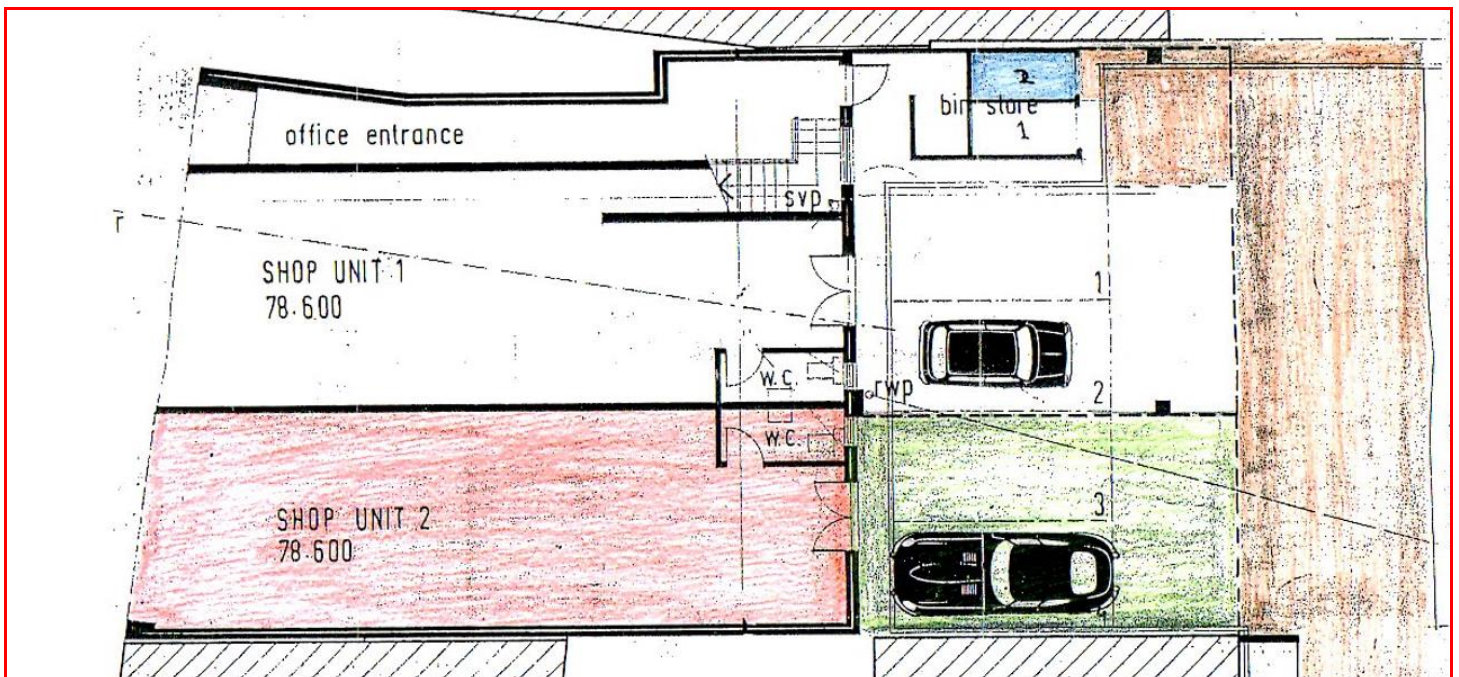 2
bin store
1
office entrance
svp
r
SHOP UNIT 1
78.600
1
W.C.
rwp
2
W.C.
3
SHOP UNIT 2
78.600